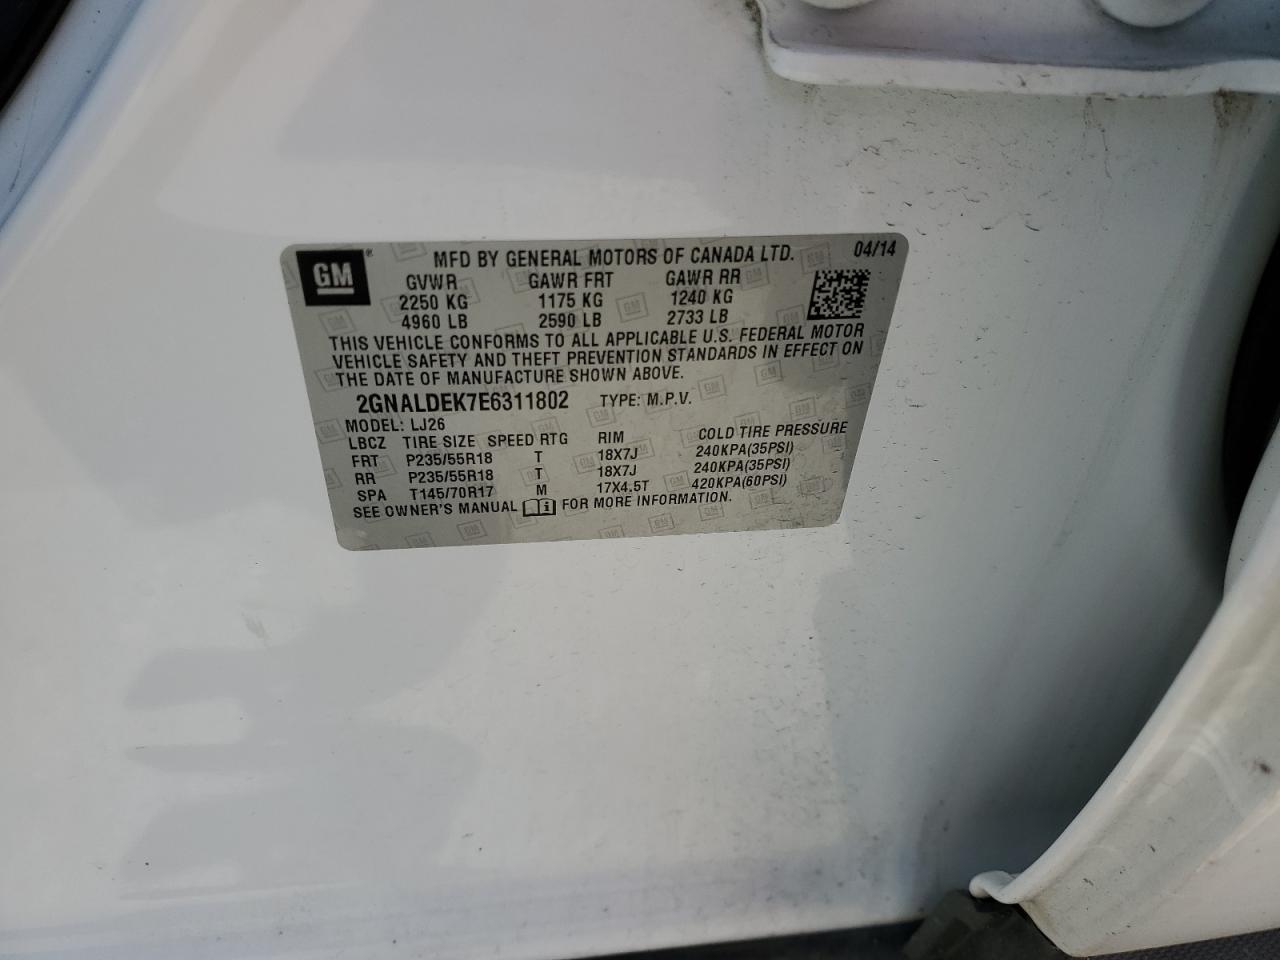 GM ® MFD BY GENERAL MOTORS OF CANADA LTD. 04/14
GVWR GAWR FRT GAWR RR
2250 KG 1175 KG 1240 KG
4960 LB 2590 LB 2733 LB
THIS VEHICLE CONFORMS TO ALL APPLICABLE U.S. FEDERAL MOTOR
VEHICLE SAFETY AND THEFT PREVENTION STANDARDS IN EFFECT ON
THE DATE OF MANUFACTURE SHOWN ABOVE.
2GNALDEK7E6311802 TYPE: M.P.V.
MODEL: LJ26
LBCZ TIRE SIZE SPEED RTG RIM COLD TIRE PRESSURE
FRT P235/55R18 T 18X7J 240KPA(35PSI)
RR P235/55R18 T 18X7J 240KPA(35PSI)
SPA T145/70R17 M 17X4.5T 420KPA(60PSI)
SEE OWNER'S MANUAL i FOR MORE INFORMATION.